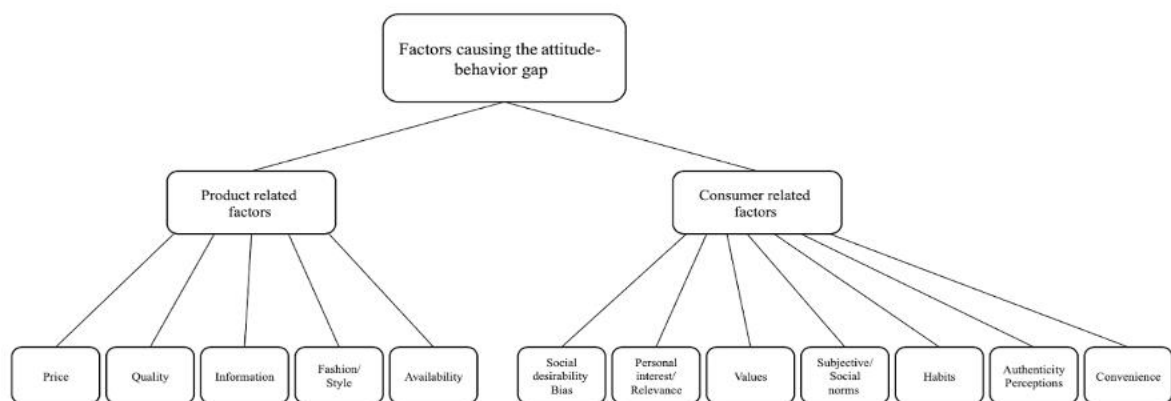 Factors causing the attitude-
behavior gap
Product related
factors
Consumer related
factors
Price
Quality
Information
Fashion/
Style
Availability
Social
desirability
Bias
Personal
interest/
Relevance
Values
Subjective/
Social
norms
Habits
Authenticity
Perceptions
Convenience